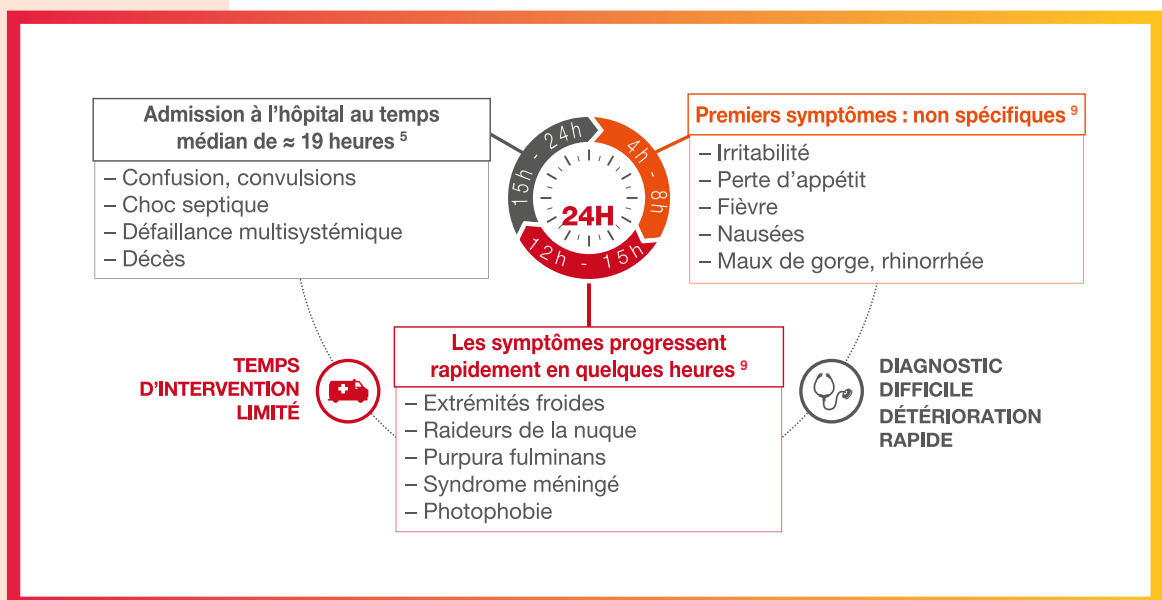 Admission à l’hôpital au temps
médian de ≈ 19 heures ⁵
– Confusion, convulsions
– Choc septique
– Défaillance multisystémique
– Décès
15h - 24h
4h - 8h
24H
12h - 15h
Premiers symptômes : non spécifiques ⁹
– Irritabilité
– Perte d’appétit
– Fièvre
– Nausées
– Maux de gorge, rhinorrhée
TEMPS
D’INTERVENTION
LIMITÉ
Les symptômes progressent
rapidement en quelques heures ⁹
– Extrémités froides
– Raideurs de la nuque
– Purpura fulminans
– Syndrome méningé
– Photophobie
DIAGNOSTIC
DIFFICILE
DÉTÉRIORATION
RAPIDE